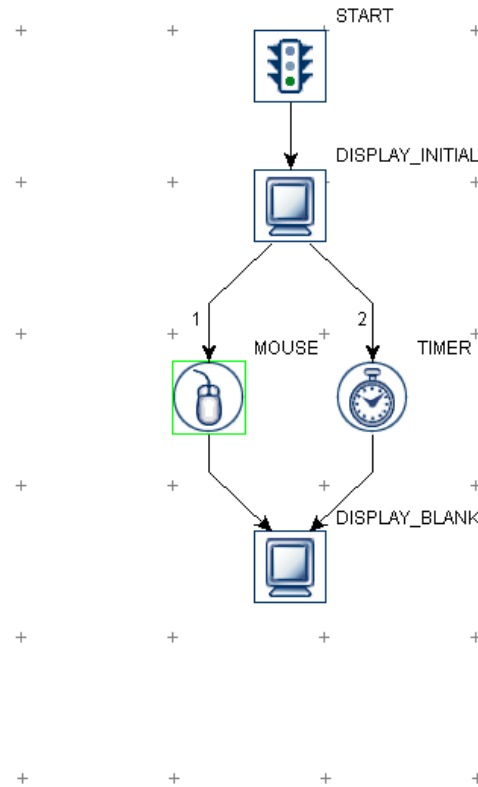 START
DISPLAY_INITIAL
1
2
MOUSE
TIMER
DISPLAY_BLANK